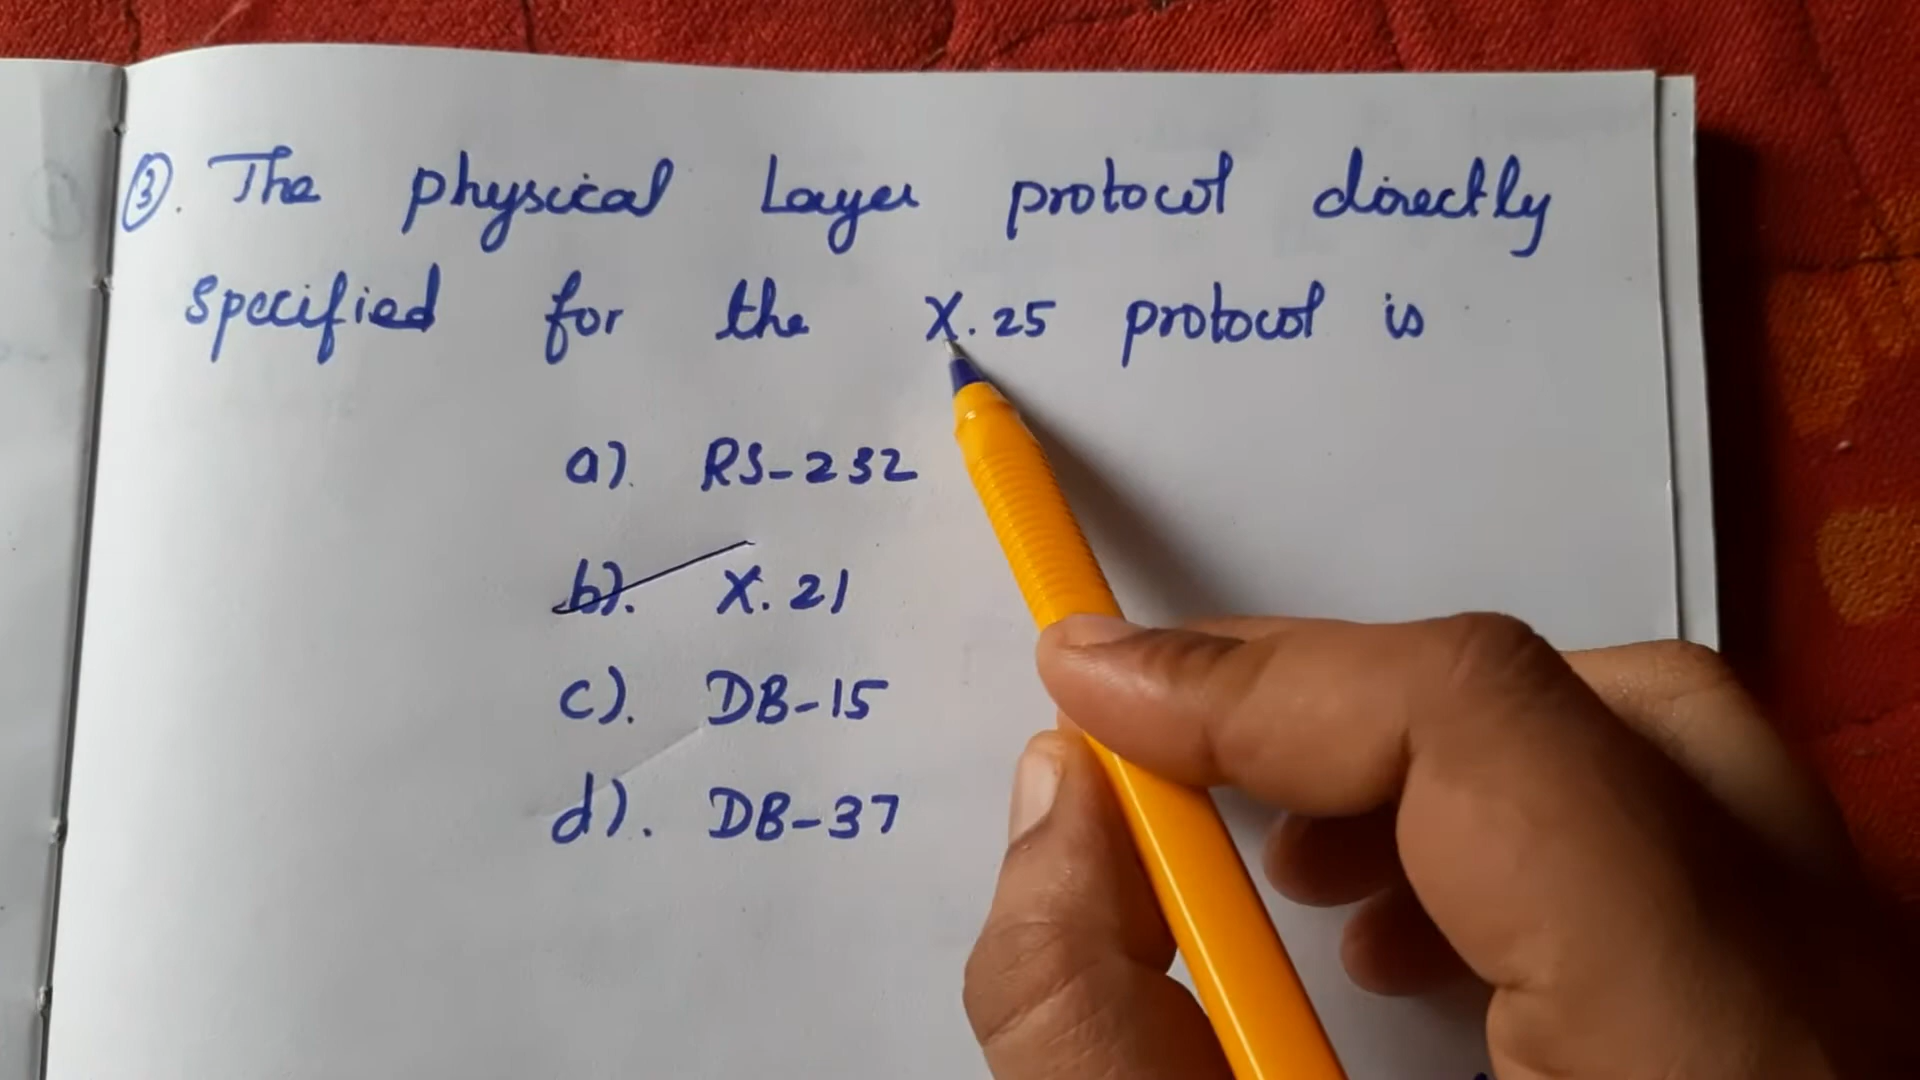 3. The physical Layer protocol directly
specified for the X.25 protocol is
a). RS-232
b). X.21
c). DB-15
d). DB-37